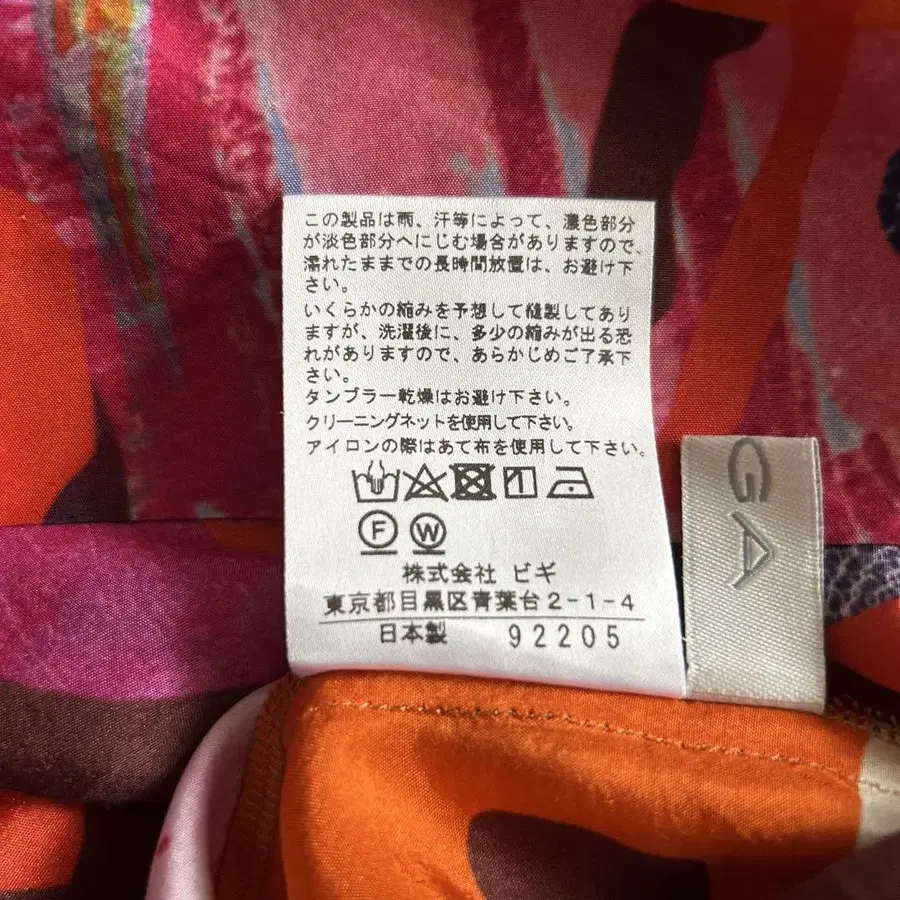 この製品は雨、汗等によって、濃色部分
が淡色部分へにじむ場合がありますので、
濡れたままでの長時間放置は、お避け下
さい。
いくらかの縮みを予想して縫製してあり
ますが、洗濯後に、多少の縮みが出る恐
れがありますので、あらかじめご了承下
さい。
タンブラー乾燥はお避け下さい。
クリーニングネットを使用して下さい。
アイロンの際はあて布を使用して下さい。
F W
株式会社 ビギ
東京都目黒区青葉台2-1-4
日本製 92205
GA